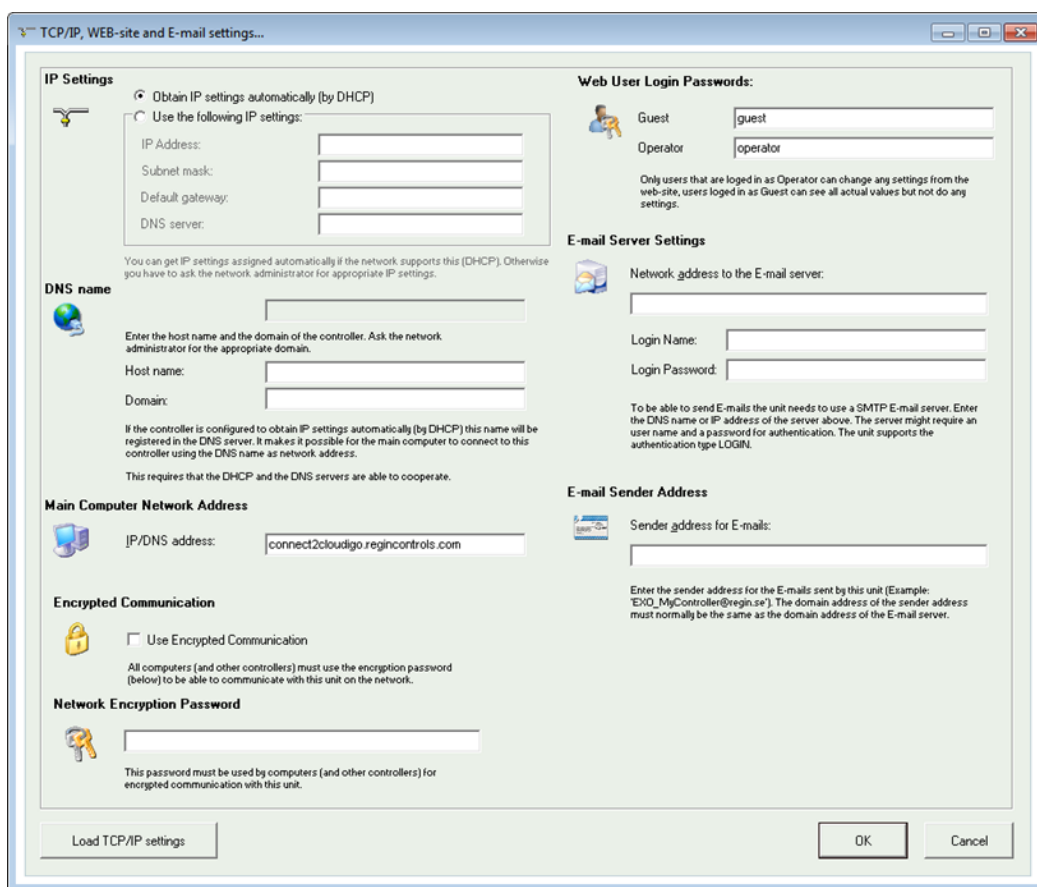 TCP/IP, WEB-site and E-mail settings...
IP Settings
Obtain IP settings automatically (by DHCP)
Use the following IP settings:
IP Address:
Subnet mask:
Default gateway:
DNS server:
You can get IP settings assigned automatically if the network supports this (DHCP). Otherwise
you have to ask the network administrator for appropriate IP settings.
DNS name
Enter the host name and the domain of the controller. Ask the network
administrator for the appropriate domain.
Host name:
Domain:
If the controller is configured to obtain IP settings automatically (by DHCP) this name will be
registered in the DNS server. It makes it possible for the main computer to connect to this
controller using the DNS name as network address.
This requires that the DHCP and the DNS servers are able to cooperate.
Main Computer Network Address
IP/DNS address: connect2cloudigo.regincontrols.com
Encrypted Communication
Use Encrypted Communication
All computers (and other controllers) must use the encryption password
(below) to be able to communicate with this unit on the network.
Network Encryption Password
This password must be used by computers (and other controllers) for
encrypted communication with this unit.
Web User Login Passwords:
Guest guest
Operator operator
Only users that are loged in as Operator can change any settings from the
web-site, users loged in as Guest can see all actual values but not do any
settings.
E-mail Server Settings
Network address to the E-mail server:
Login Name:
Login Password:
To be able to send E-mails the unit needs to use a SMTP E-mail server. Enter
the DNS name or IP address of the server above. The server might require an
user name and a password for authentication. The unit supports the
authentication type LOGIN.
E-mail Sender Address
Sender address for E-mails:
Enter the sender address for the E-mails sent by this unit (Example:
'EXO_MyController@regin.se'). The domain address of the sender address
must normally be the same as the domain address of the E-mail server.
Load TCP/IP settings
OK
Cancel